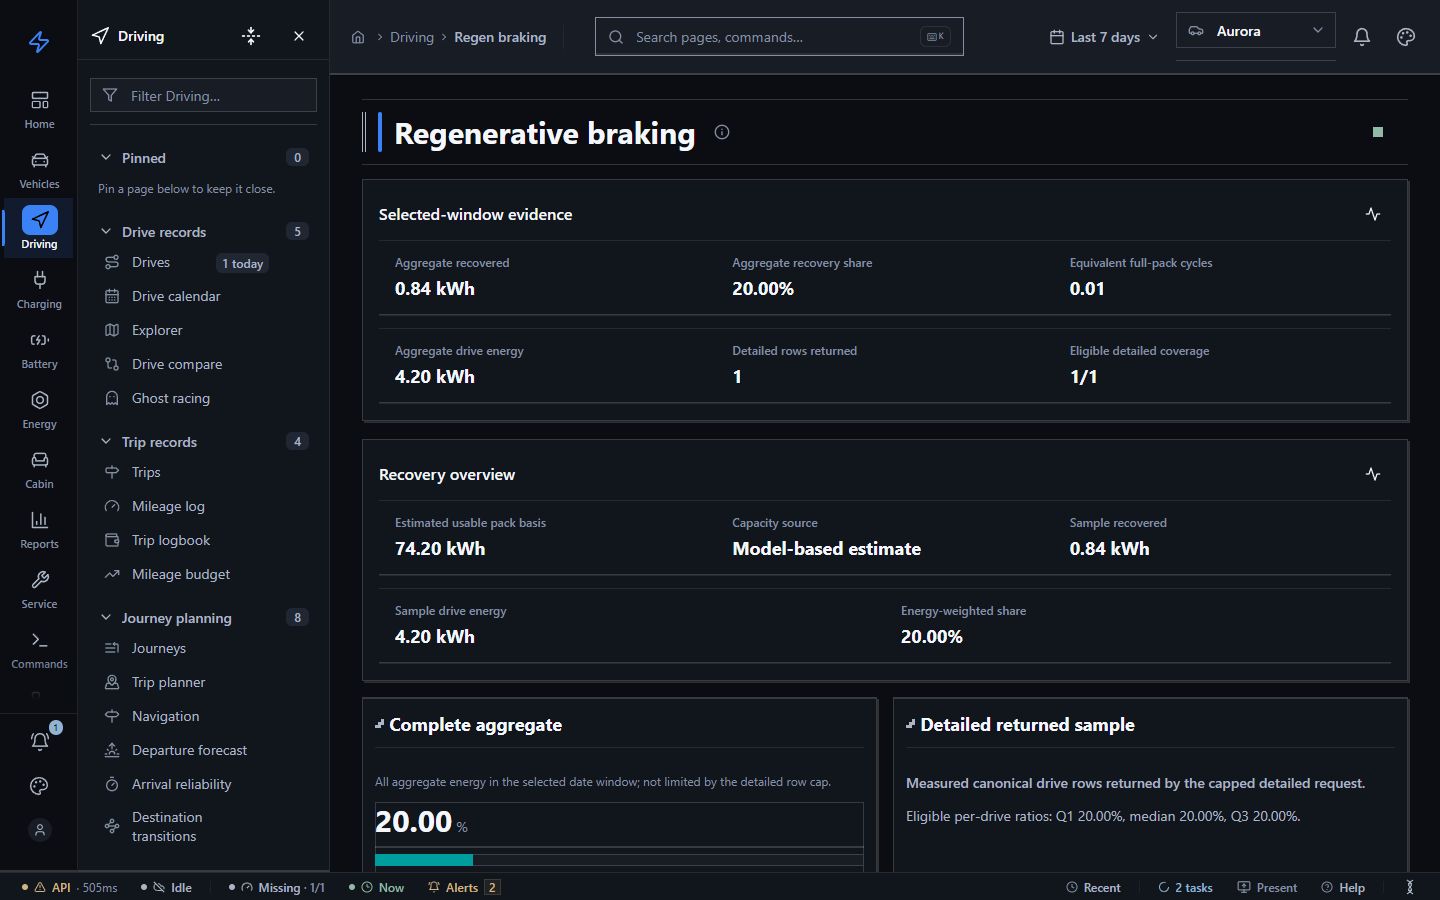 Driving
Driving
Regen braking
Search pages, commands...
K
Last 7 days
Aurora
Home
Vehicles
Driving
Charging
Battery
Energy
Cabin
Reports
Service
Commands
1
Filter Driving...
Pinned 0
Pin a page below to keep it close.
Drive records 5
Drives 1 today
Drive calendar
Explorer
Drive compare
Ghost racing
Trip records 4
Trips
Mileage log
Trip logbook
Mileage budget
Journey planning 8
Journeys
Trip planner
Navigation
Departure forecast
Arrival reliability
Destination
transitions
Regenerative braking
Selected-window evidence
Aggregate recovered Aggregate recovery share Equivalent full-pack cycles
0.84 kWh 20.00% 0.01
Aggregate drive energy Detailed rows returned Eligible detailed coverage
4.20 kWh 1 1/1
Recovery overview
Estimated usable pack basis Capacity source Sample recovered
74.20 kWh Model-based estimate 0.84 kWh
Sample drive energy Energy-weighted share
4.20 kWh 20.00%
Complete aggregate
All aggregate energy in the selected date window; not limited by the detailed row cap.
20.00 %
Detailed returned sample
Measured canonical drive rows returned by the capped detailed request.
Eligible per-drive ratios: Q1 20.00%, median 20.00%, Q3 20.00%.
API · 505ms Idle Missing · 1/1 Now Alerts 2 Recent 2 tasks Present Help